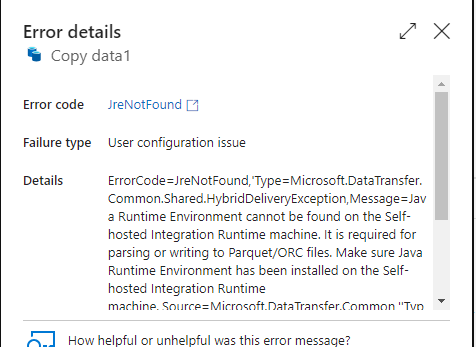 Error details
Copy data1
Error code JreNotFound
Failure type User configuration issue
Details ErrorCode=JreNotFound,'Type=Microsoft.DataTransfer.
Common.Shared.HybridDeliveryException,Message=Jav
a Runtime Environment cannot be found on the Self-
hosted Integration Runtime machine. It is required for
parsing or writing to Parquet/ORC files. Make sure Java
Runtime Environment has been installed on the Self-
hosted Integration Runtime
machine.,Source=Microsoft.DataTransfer.Common,''Typ
How helpful or unhelpful was this error message?